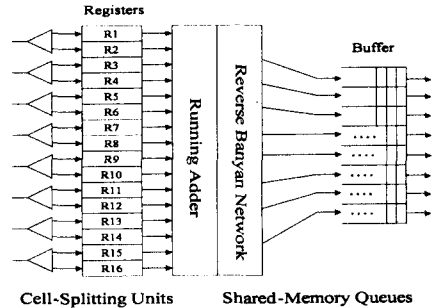 Registers
R1
R2
R3
R4
R5
R6
R7
R8
R9
R10
R11
R12
R13
R14
R15
R16
Running Adder
Reverse Banyan Network
Buffer
Cell-Splitting Units
Shared-Memory Queues